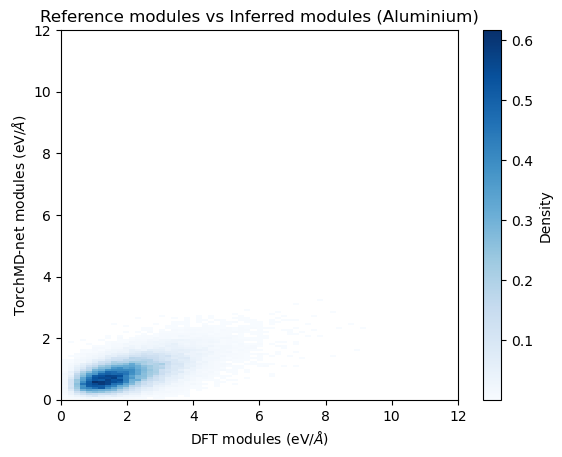 Reference modules vs Inferred modules (Aluminium)
12
10
8
6
4
2
0
TorchMD-net modules (eV/Å)
0 2 4 6 8 10 12
DFT modules (eV/Å)
0.6
0.5
0.4
0.3
0.2
0.1
Density